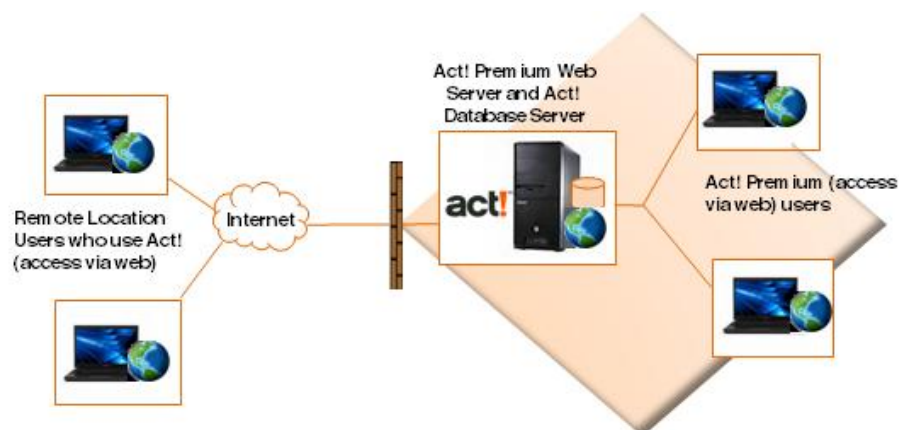 Act! Premium Web
Server and Act!
Database Server
act!
Remote Location
Users who use Act!
(access via web)
Internet
Act! Premium (access
via web) users